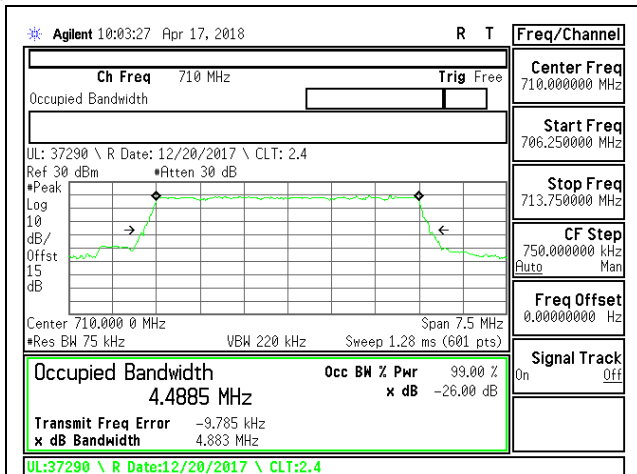 Agilent 10:03:27 Apr 17, 2018 R T
Freq/Channel
Ch Freq 710 MHz Trig Free
Occupied Bandwidth
Center Freq
710.000000 MHz
Start Freq
706.250000 MHz
Stop Freq
713.750000 MHz
CF Step
750.000000 kHz
Auto Man
Freq Offset
0.00000000 Hz
Signal Track
On Off
UL: 37290 \ R Date: 12/20/2017 \ CLT: 2.4
Ref 30 dBm #Atten 30 dB
#Peak
Log
10
dB/
Offst
15
dB
Center 710.000 0 MHz Span 7.5 MHz
#Res BW 75 kHz VBW 220 kHz Sweep 1.28 ms (601 pts)
Occupied Bandwidth Occ BW % Pwr 99.00 %
4.4885 MHz x dB -26.00 dB
Transmit Freq Error -9.785 kHz
x dB Bandwidth 4.883 MHz
UL:37290 \ R Date:12/20/2017 \ CLT:2.4